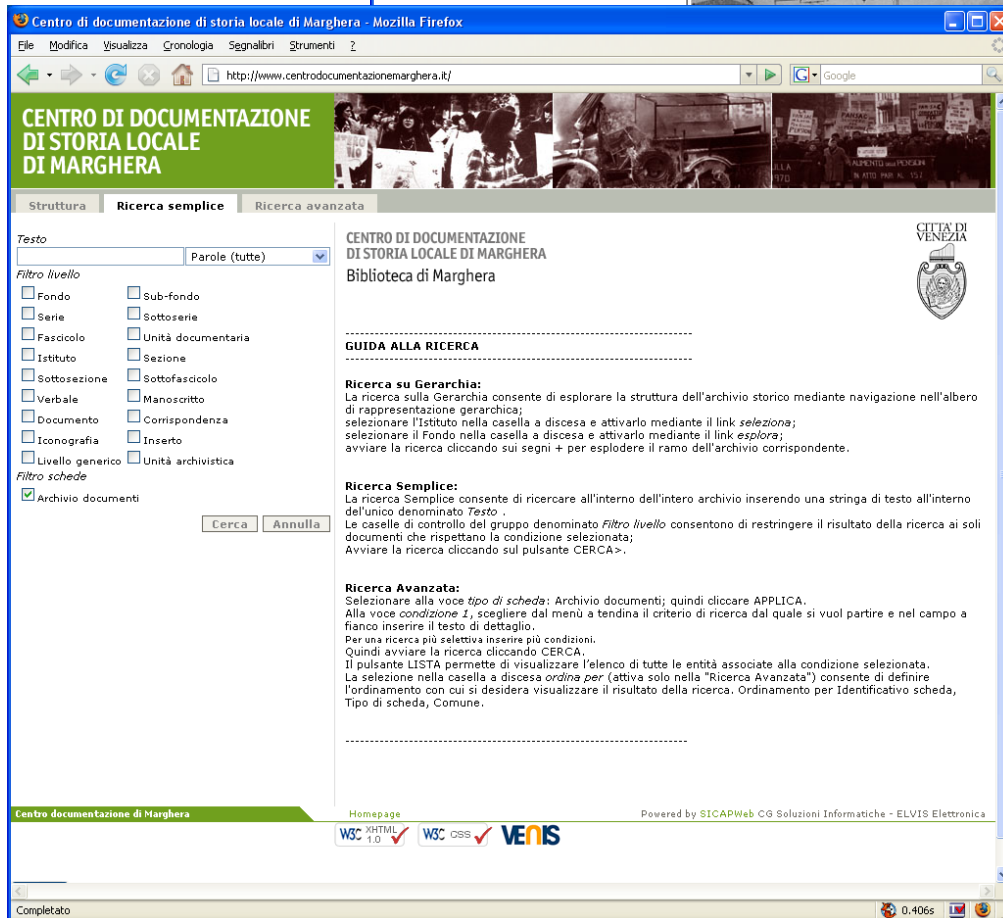 Centro di documentazione di storia locale di Marghera - Mozilla Firefox
File Modifica Visualizza Cronologia Segnalibri Strumenti ?
http://www.centrodocumentazionemarghera.it/
G Google
CENTRO DI DOCUMENTAZIONE
DI STORIA LOCALE
DI MARGHERA
AUMENTO PENSIONI
IN ATTO PARI AL 15%
1970
Struttura Ricerca semplice Ricerca avanzata
Testo
Parole (tutte)
Filtro livello
Fondo Sub-fondo
Serie Sottoserie
Fascicolo Unità documentaria
Istituto Sezione
Sottosezione Sottofascicolo
Verbale Manoscritto
Documento Corrispondenza
Iconografia Inserto
Livello generico Unità archivistica
Filtro schede
Archivio documenti
Cerca Annulla
CENTRO DI DOCUMENTAZIONE
DI STORIA LOCALE DI MARGHERA
Biblioteca di Marghera
CITTA' DI
VENEZIA
------------------------------------------------------------------------
GUIDA ALLA RICERCA
------------------------------------------------------------------------
Ricerca su Gerarchia:
La ricerca sulla Gerarchia consente di esplorare la struttura dell'archivio storico mediante navigazione nell'albero
di rappresentazione gerarchica;
selezionare l'Istituto nella casella a discesa e attivarlo mediante il link seleziona;
selezionare il Fondo nella casella a discesa e attivarlo mediante il link esplora;
avviare la ricerca cliccando sui segni + per esplodere il ramo dell'archivio corrispondente.
Ricerca Semplice:
La ricerca Semplice consente di ricercare all'interno dell'intero archivio inserendo una stringa di testo all'interno
del'unico denominato Testo .
Le caselle di controllo del gruppo denominato Filtro livello consentono di restringere il risultato della ricerca ai soli
documenti che rispettano la condizione selezionata;
Avviare la ricerca cliccando sul pulsante CERCA>.
Ricerca Avanzata:
Selezionare alla voce tipo di scheda: Archivio documenti; quindi cliccare APPLICA.
Alla voce condizione 1, scegliere dal menù a tendina il criterio di ricerca dal quale si vuol partire e nel campo a
fianco inserire il testo di dettaglio.
Per una ricerca più selettiva inserire più condizioni.
Quindi avviare la ricerca cliccando CERCA.
Il pulsante LISTA permette di visualizzare l'elenco di tutte le entità associate alla condizione selezionata.
La selezione nella casella a discesa ordina per (attiva solo nella "Ricerca Avanzata") consente di definire
l'ordinamento con cui si desidera visualizzare il risultato della ricerca. Ordinamento per Identificativo scheda,
Tipo di scheda, Comune.
-----------------------------------------------------------------------
Centro documentazione di Marghera
Homepage
Powered by SICAPWeb CG Soluzioni Informatiche - ELVIS Elettronica
W3C XHTML 1.0 W3C CSS VENIS
Completato
0.406s